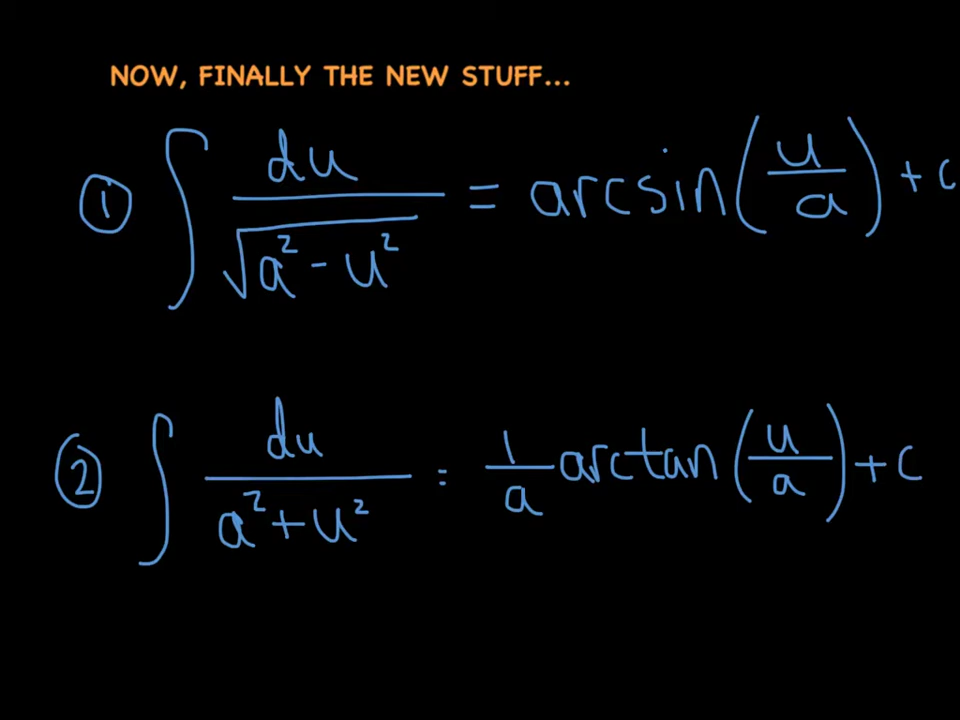 NOW, FINALLY THE NEW STUFF...
① ∫ du / √(a² - u²) = arcsin(u/a) + c
② ∫ du / (a² + u²) = 1/a arctan(u/a) + c